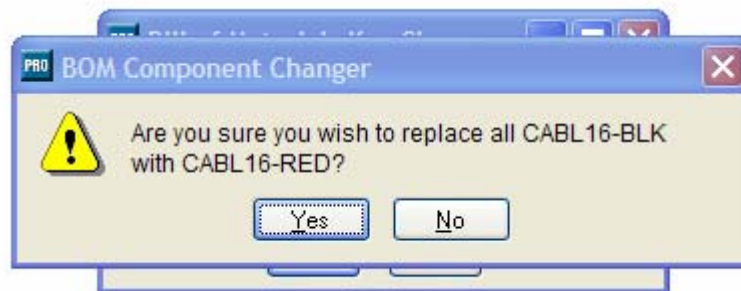 PRO BOM Component Changer
Are you sure you wish to replace all CABL16-BLK
with CABL16-RED?
Yes No